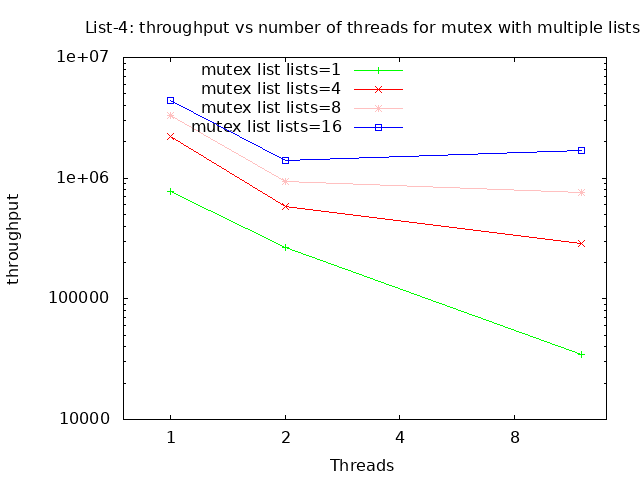 List-4: throughput vs number of threads for mutex with multiple lists
1e+07
mutex list lists=1
mutex list lists=4
mutex list lists=8
mutex list lists=16
1e+06
throughput
100000
10000
1 2 4 8
Threads